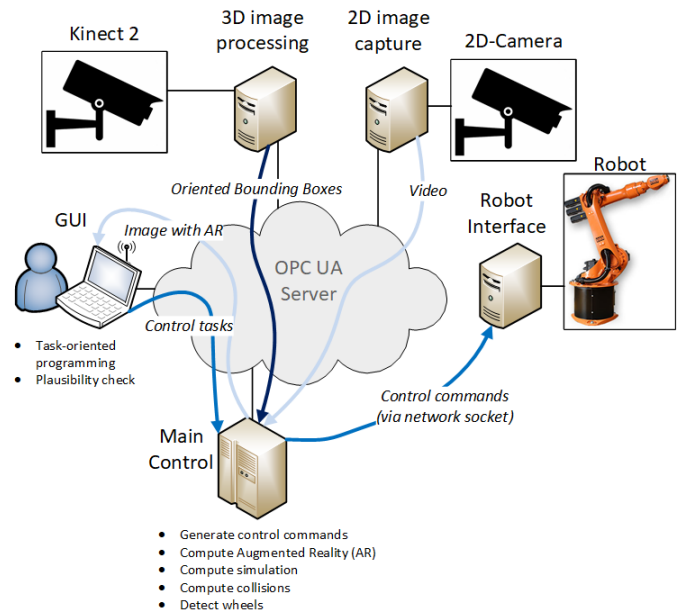 Kinect 2
3D image
processing
2D image
capture
2D-Camera
Robot
Oriented Bounding Boxes
Video
Robot
Interface
GUI
Image with AR
OPC UA
Server
Control tasks
• Task-oriented
programming
• Plausibility check
Control commands
(via network socket)
Main
Control
• Generate control commands
• Compute Augmented Reality (AR)
• Compute simulation
• Compute collisions
• Detect wheels